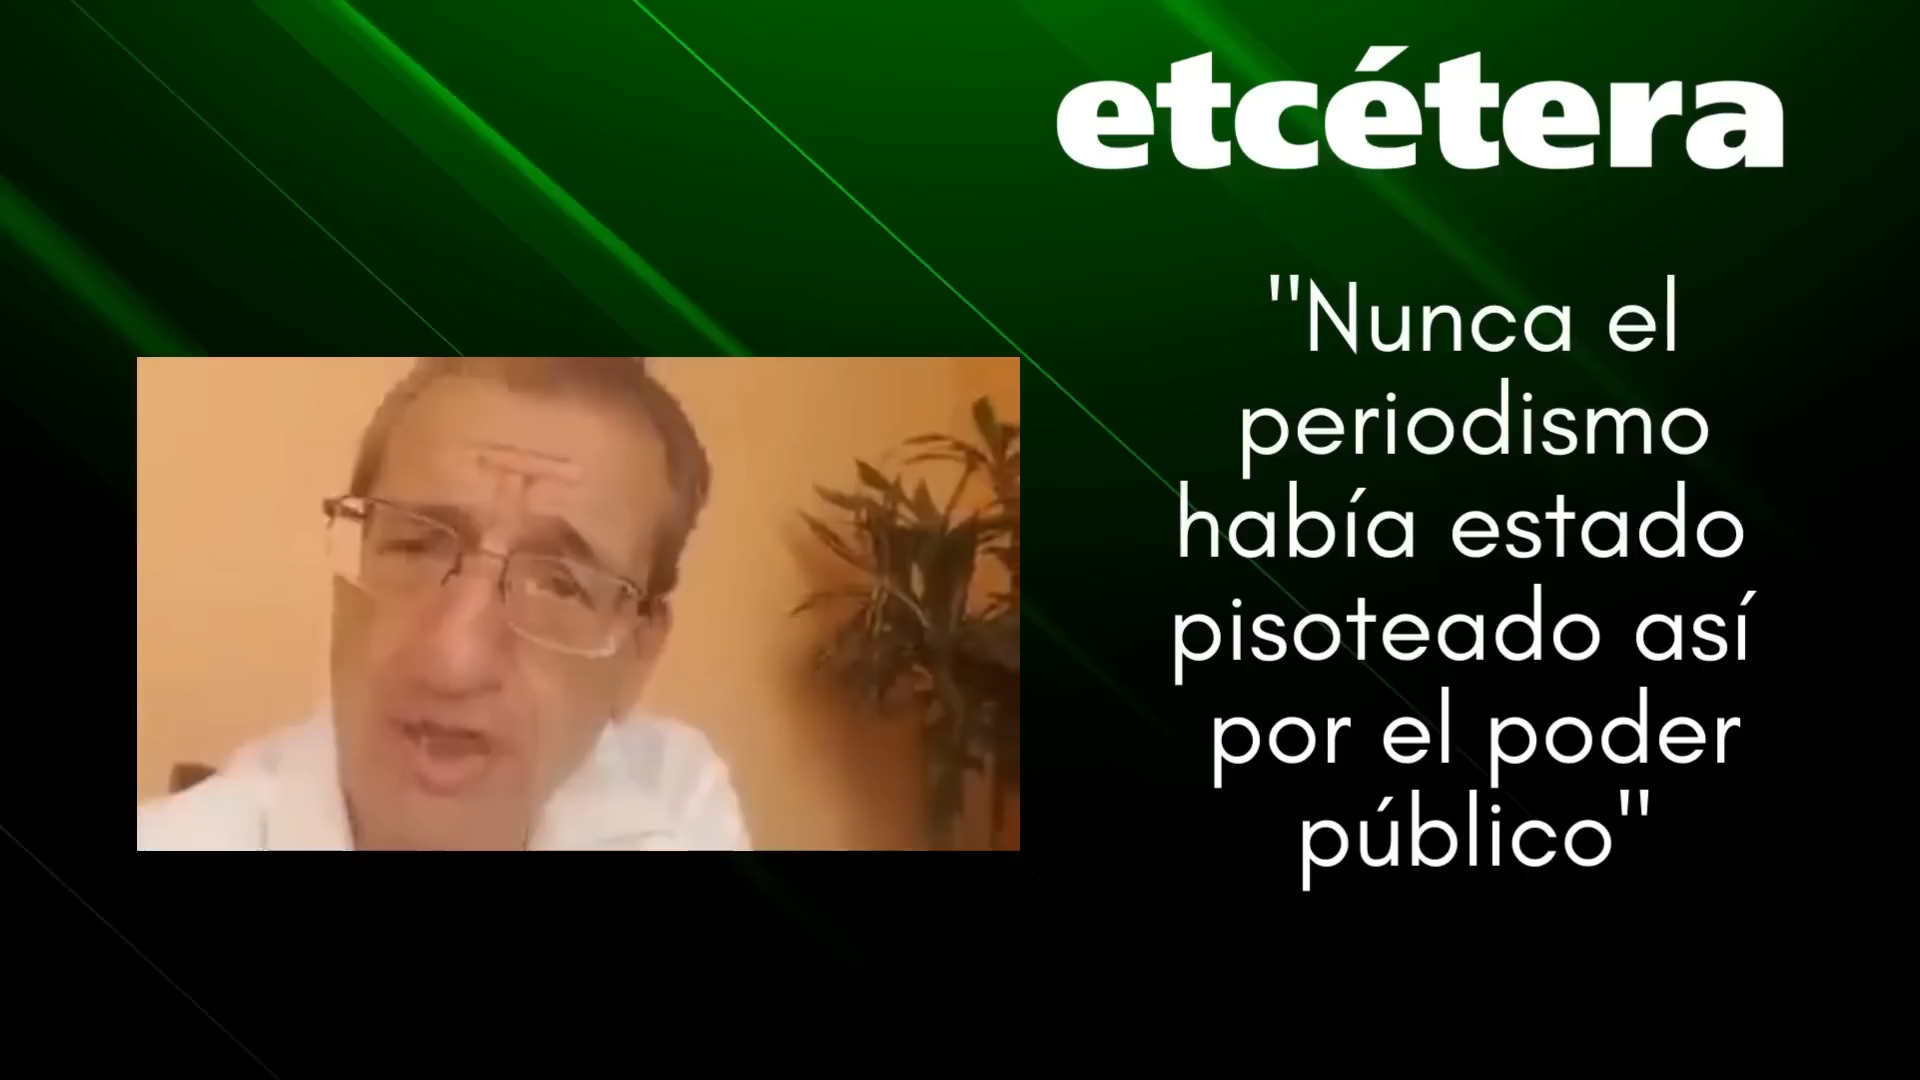 etcétera
"Nunca el
periodismo
había estado
pisoteado así
por el poder
público"